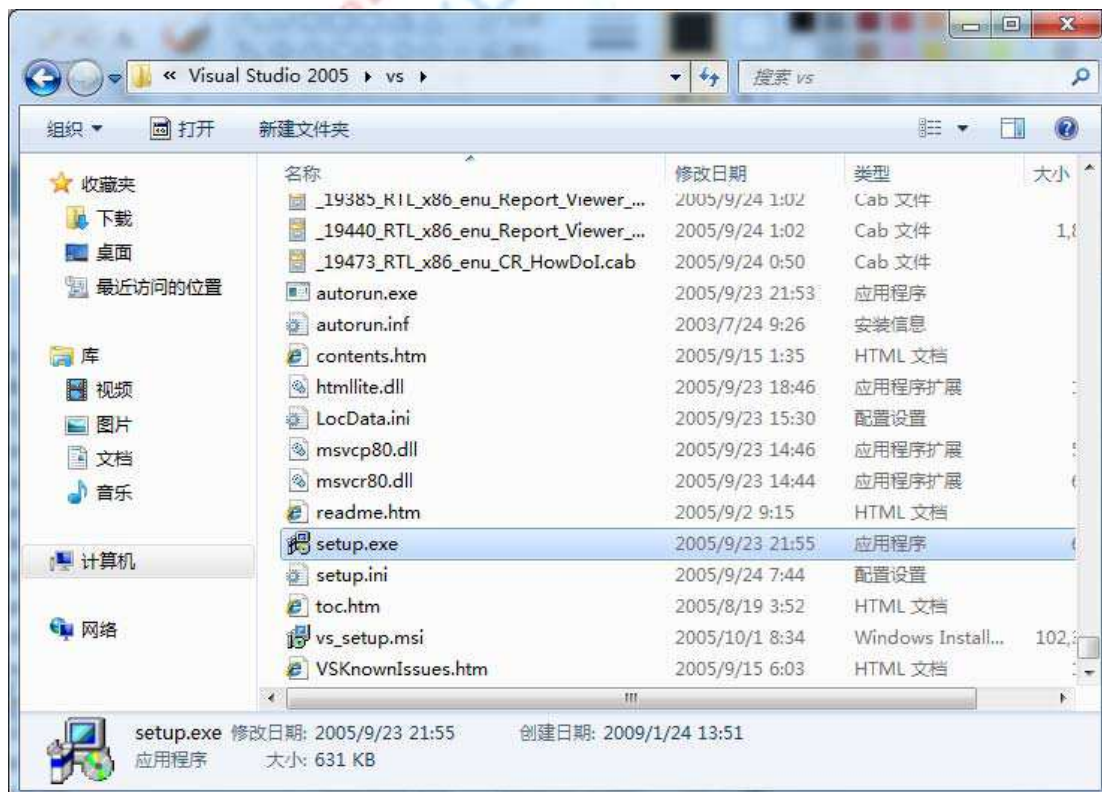 « Visual Studio 2005 ▸ vs ▸
搜索 vs
组织 打开 新建文件夹
名称 修改日期 类型 大小
_19385_RTL_x86_enu_Report_Viewer_... 2005/9/24 1:02 Cab 文件
_19440_RTL_x86_enu_Report_Viewer_... 2005/9/24 1:02 Cab 文件
_19473_RTL_x86_enu_CR_HowDoI.cab 2005/9/24 0:50 Cab 文件
autorun.exe 2005/9/23 21:53 应用程序
autorun.inf 2003/7/24 9:26 安装信息
contents.htm 2005/9/15 1:35 HTML 文档
htmllite.dll 2005/9/23 18:46 应用程序扩展
LocData.ini 2005/9/23 15:30 配置设置
msvcp80.dll 2005/9/23 14:46 应用程序扩展
msvcr80.dll 2005/9/23 14:44 应用程序扩展
readme.htm 2005/9/2 9:15 HTML 文档
setup.exe 2005/9/23 21:55 应用程序
setup.ini 2005/9/24 7:44 配置设置
toc.htm 2005/8/19 3:52 HTML 文档
vs_setup.msi 2005/10/1 8:34 Windows Install... 102,
VSKnownIssues.htm 2005/9/15 6:03 HTML 文档
收藏夹
下载
桌面
最近访问的位置
库
视频
图片
文档
音乐
计算机
网络
setup.exe 修改日期: 2005/9/23 21:55 创建日期: 2009/1/24 13:51
应用程序 大小: 631 KB